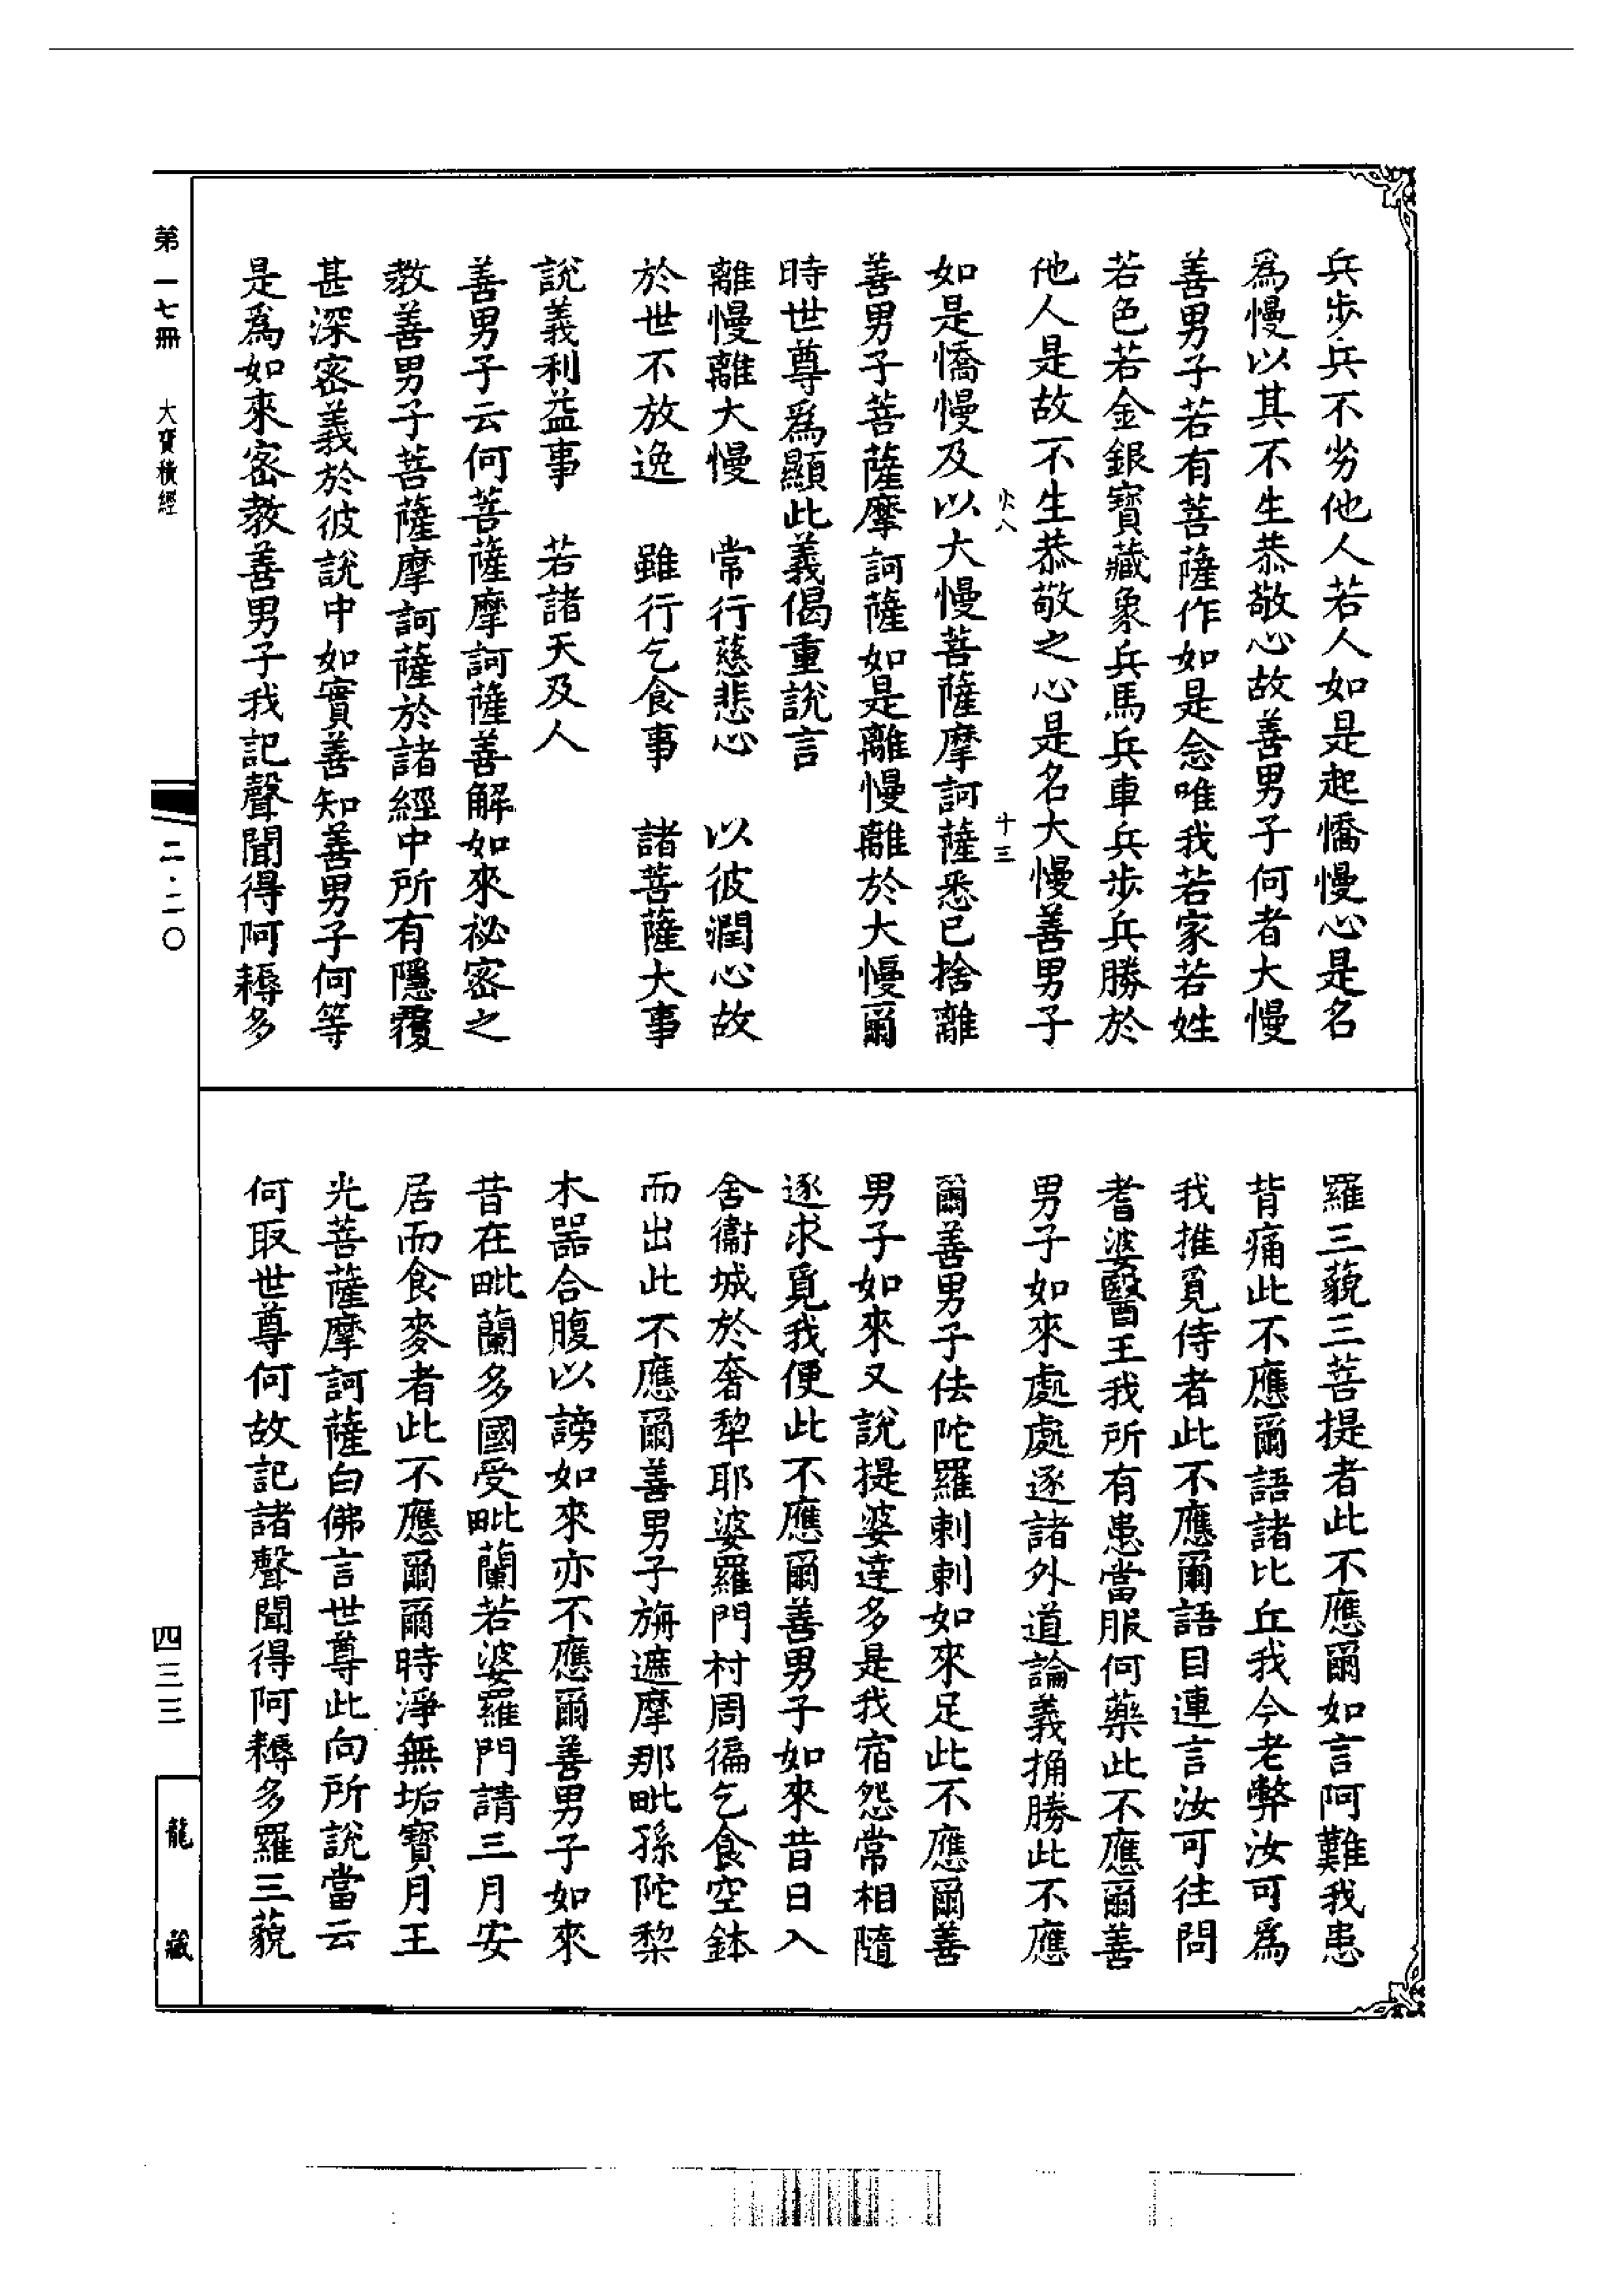 兵步兵不劣他人若人如是起憍慢心是名
爲慢以其不生恭敬心故善男子何者大慢
善男子若有菩薩作如是念唯我若家若姓
若色若金銀寶藏象兵馬兵車兵步兵勝於
他人是故不生恭敬之心是名大慢善男子
如是憍慢及以大慢菩薩摩訶薩悉已捨離
善男子菩薩摩訶薩如是離慢離於大慢爾
時世尊爲顯此義偈重說言
離慢離大慢　常行慈悲心　以彼潤心故
於世不放逸　雖行乞食事　諸菩薩大事
說義利益事　若諸天及人
善男子云何菩薩摩訶薩善解如來祕密之
教善男子菩薩摩訶薩於諸經中所有隱覆
甚深密義於彼說中如實善知善男子何等
是爲如來密教善男子我記聲聞得阿耨多
羅三藐三菩提者此不應爾如言阿難我患
背痛此不應爾語諸比丘我今老弊汝可爲
我推覓侍者此不應爾語目連言汝可往問
耆婆醫王我所有患當服何藥此不應爾善
男子如來處處逐諸外道論義捔勝此不應
爾善男子佉陀羅刺刺如來足此不應爾善
男子如來又說提婆達多是我宿怨常相隨
逐求覓我便此不應爾善男子如來昔日入
舍衞城於奢犂耶婆羅門村周徧乞食空鉢
而出此不應爾善男子旃遮摩那毗孫陀棃
木器合腹以謗如來亦不應爾善男子如來
昔在毗蘭多國受毗蘭若婆羅門請三月安
居而食麥者此不應爾爾時淨無垢寶月王
光菩薩摩訶薩白佛言世尊此向所說當云
何取世尊何故記諸聲聞得阿耨多羅三藐
第一七冊　大寶積經
二·二〇
四三三
龍藏